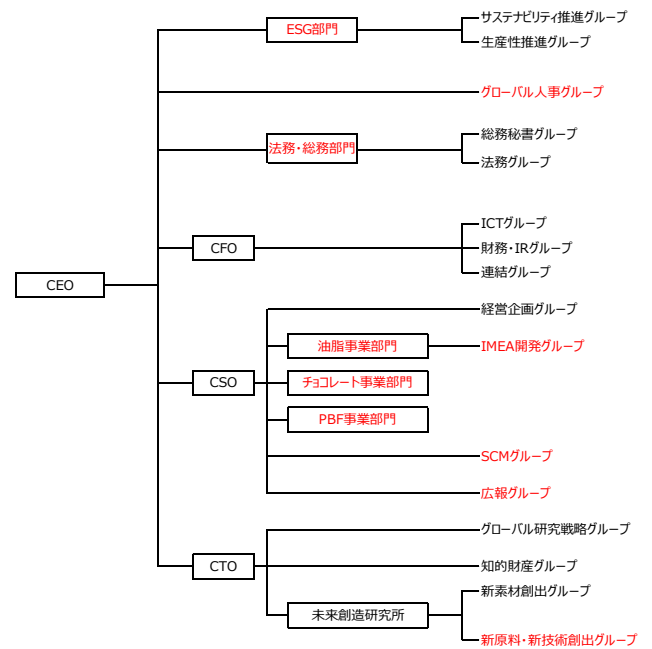 ESG部門
サステナビリティ推進グループ
生産性推進グループ
グローバル人事グループ
法務・総務部門
総務秘書グループ
法務グループ
CEO
CFO
ICTグループ
財務・IRグループ
連結グループ
CSO
経営企画グループ
油脂事業部門
IMEA開発グループ
チョコレート事業部門
PBF事業部門
SCMグループ
広報グループ
CTO
グローバル研究戦略グループ
知的財産グループ
未来創造研究所
新素材創出グループ
新原料・新技術創出グループ